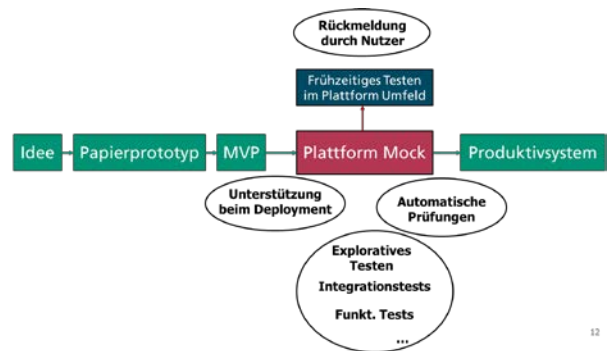 Rückmeldung
durch Nutzer
Frühzeitiges Testen
im Plattform Umfeld
Idee
Papierprototyp
MVP
Plattform Mock
Produktivsystem
Unterstützung
beim Deployment
Automatische
Prüfungen
Exploratives
Testen
Integrationstests
Funkt. Tests
...
12